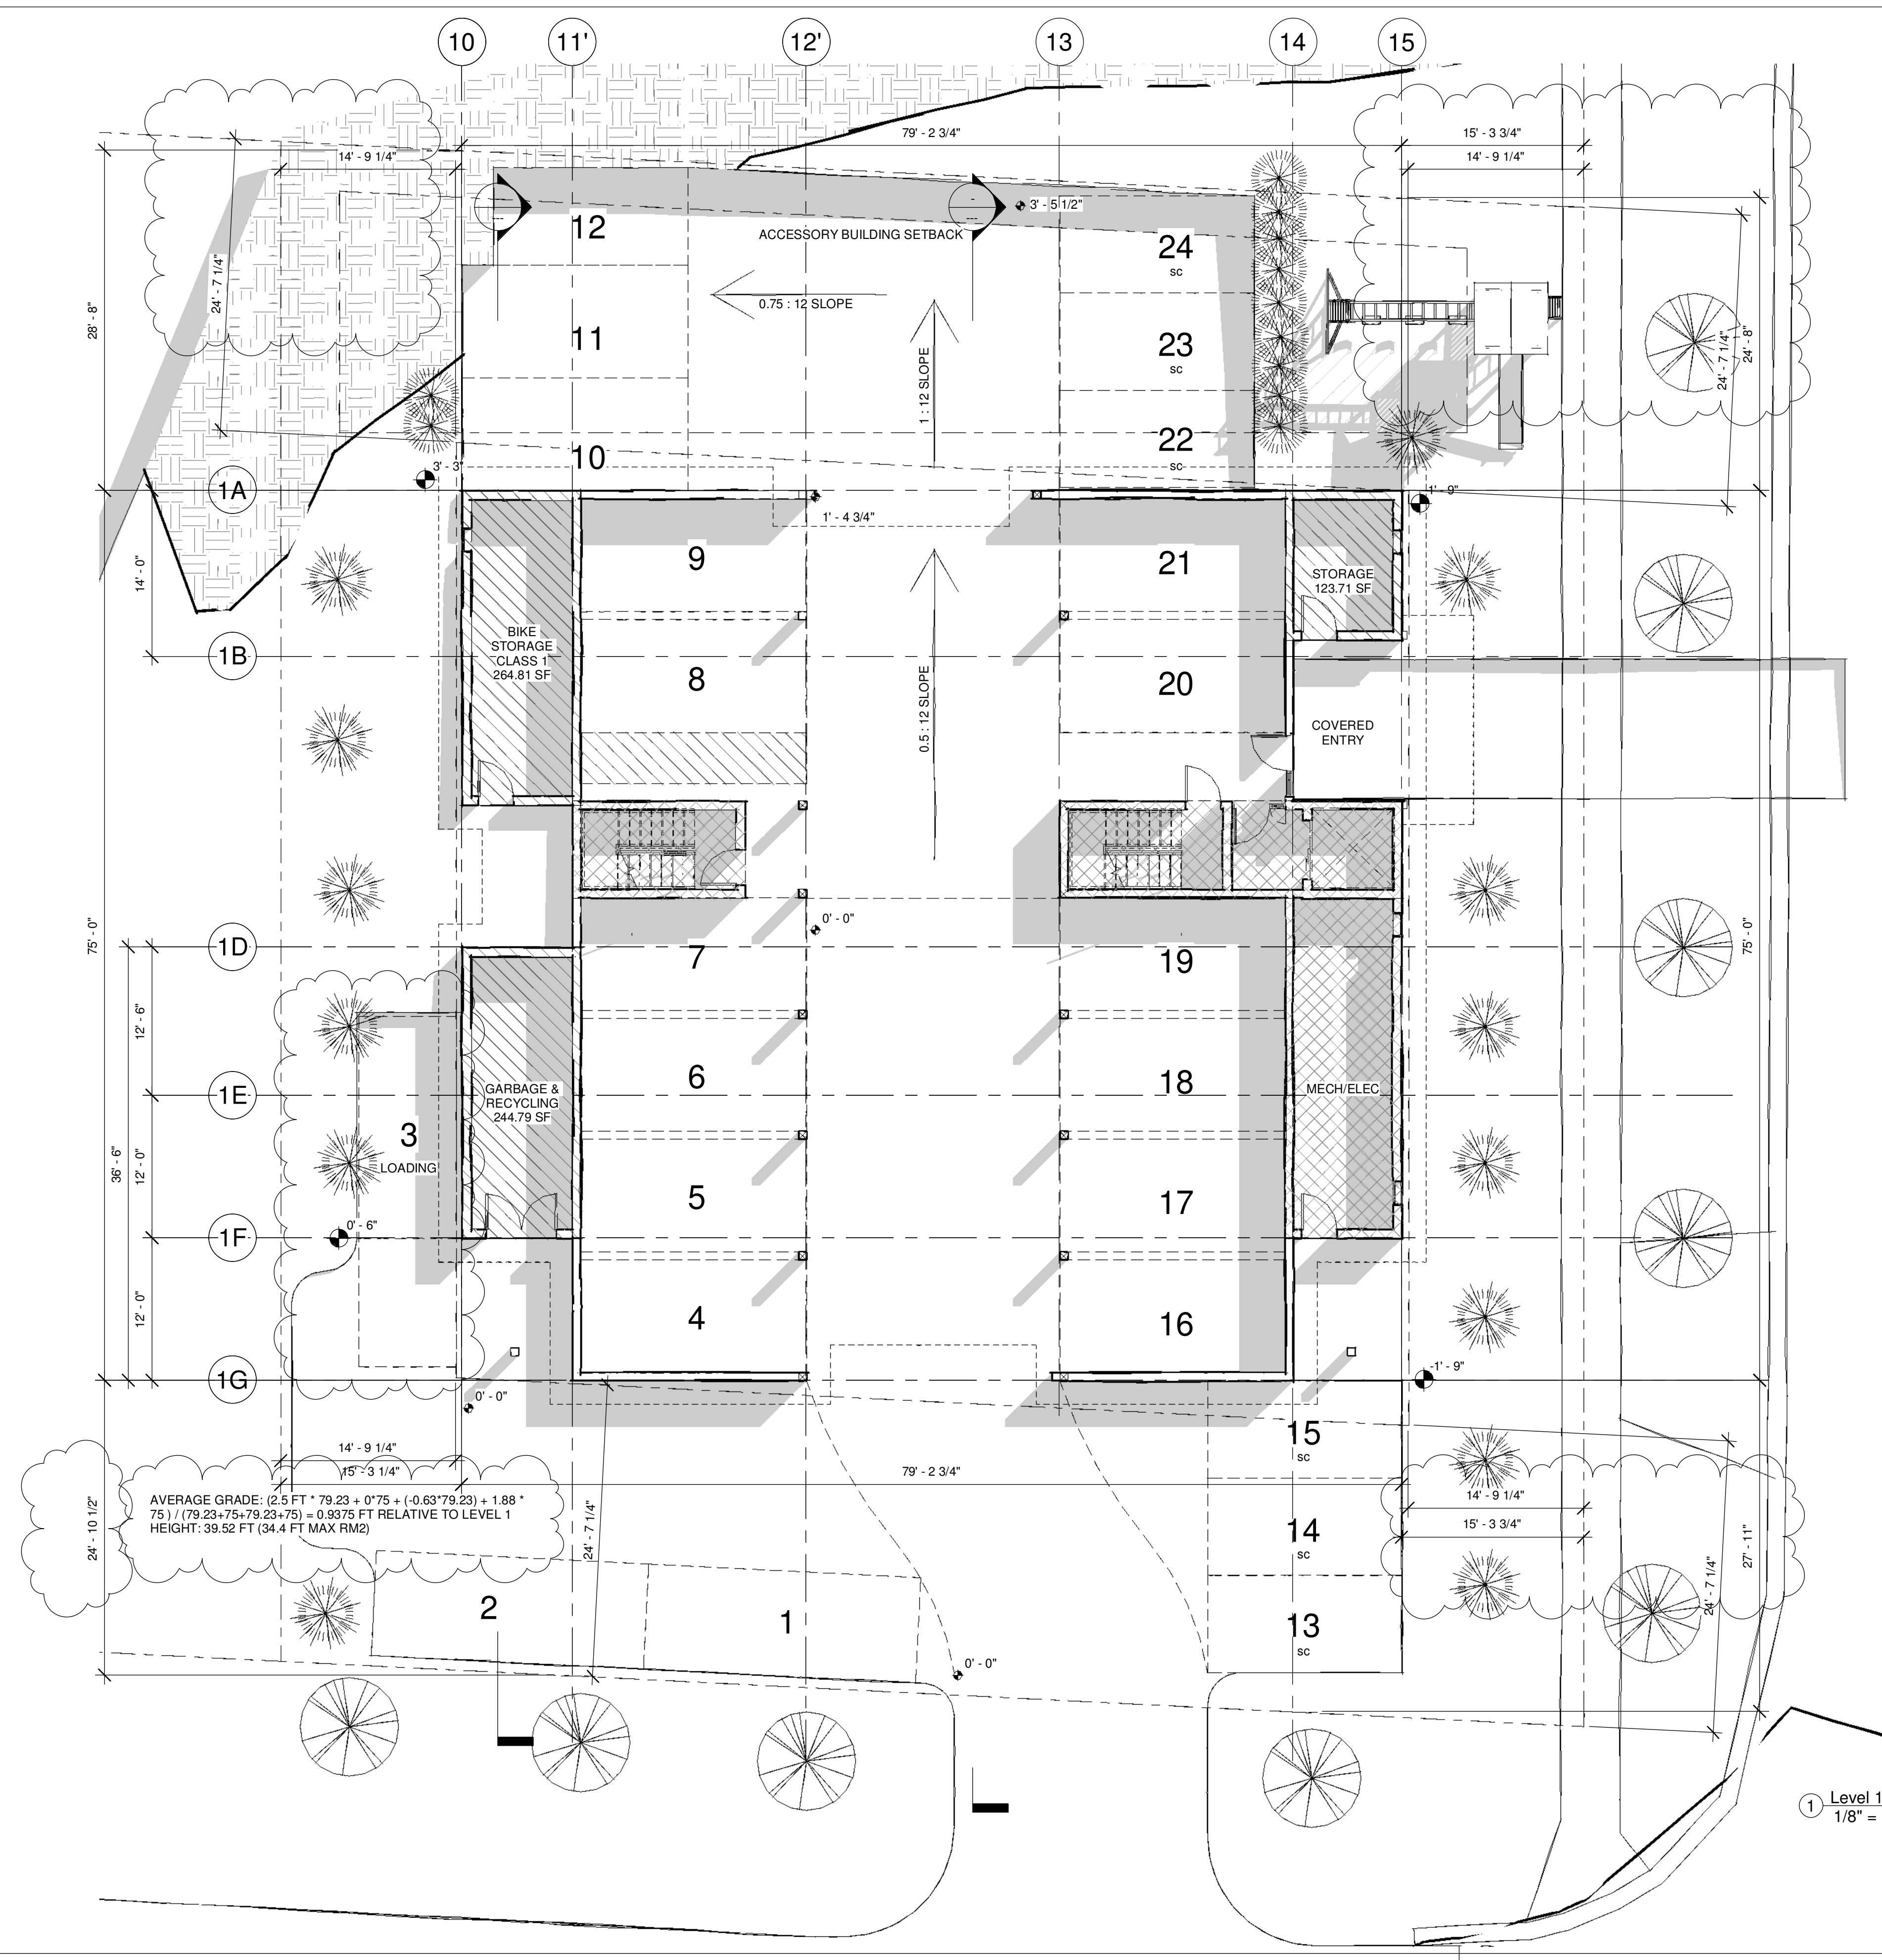 10
11'
12'
13
14
15
79' - 2 3/4"
15' - 3 3/4"
14' - 9 1/4"
14' - 9 1/4"
12
3' - 5 1/2"
ACCESSORY BUILDING SETBACK
24
sc
24' - 7 1/4"
0.75 : 12 SLOPE
28' - 8"
11
23
sc
1 : 12 SLOPE
24' - 7 1/4"
24' - 8"
10
22
sc
3' - 3"
1A
1' - 9"
1' - 4 3/4"
9
21
14' - 0"
STORAGE
123.71 SF
BIKE
STORAGE
CLASS 1
264.81 SF
1B
8
20
0.5 : 12 SLOPE
COVERED
ENTRY
75' - 0"
0' - 0"
1D
7
19
75' - 0"
12' - 6"
6
18
1E
GARBAGE &
RECYCLING
244.79 SF
MECH/ELEC
3
LOADING
36' - 6"
12' - 0"
5
17
0' - 6"
1F
12' - 0"
4
16
1G
-1' - 9"
0' - 0"
15
sc
14' - 9 1/4"
15' - 3 1/4"
79' - 2 3/4"
14' - 9 1/4"
15' - 3 3/4"
AVERAGE GRADE: (2.5 FT * 79.23 + 0*75 + (-0.63*79.23) + 1.88 *
75 ) / (79.23+75+79.23+75) = 0.9375 FT RELATIVE TO LEVEL 1
HEIGHT: 39.52 FT (34.4 FT MAX RM2)
24' - 10 1/2"
24' - 7 1/4"
14
sc
27' - 11"
24' - 7 1/4"
2
1
13
sc
0' - 0"
1
Level 1
1/8" =